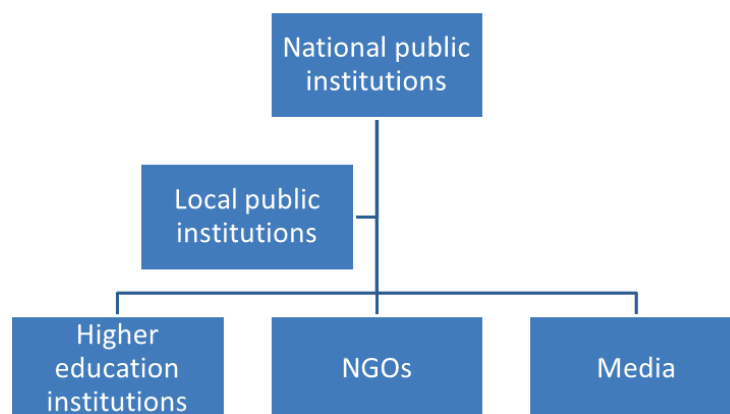 National public
institutions
Local public
institutions
Higher
education
institutions
NGOs
Media